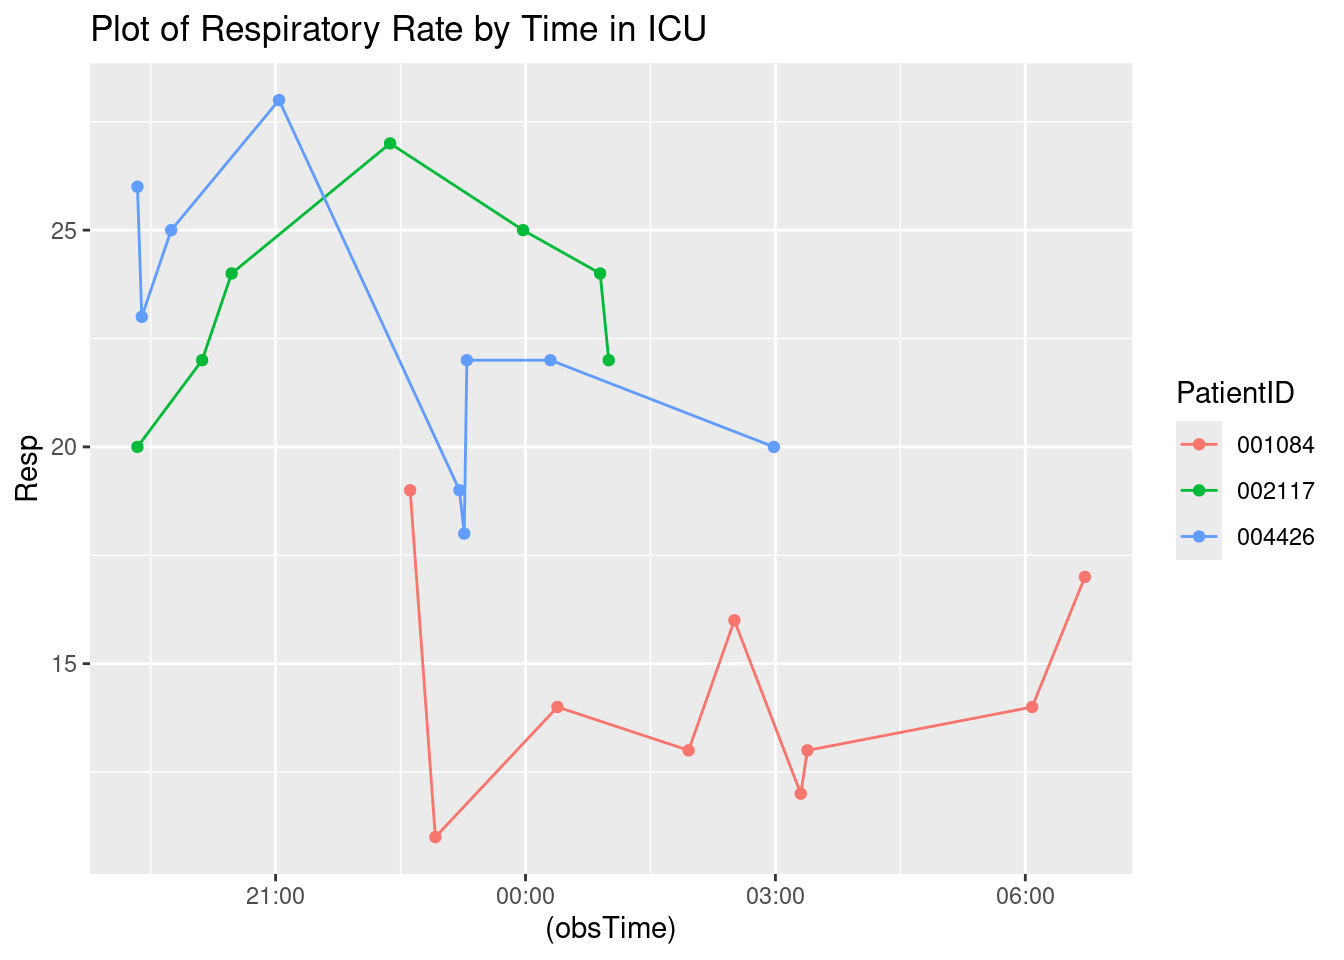 Plot of Respiratory Rate by Time in ICU
25
20
15
Resp
21:00
00:00
03:00
06:00
(obsTime)
PatientID
001084
002117
004426